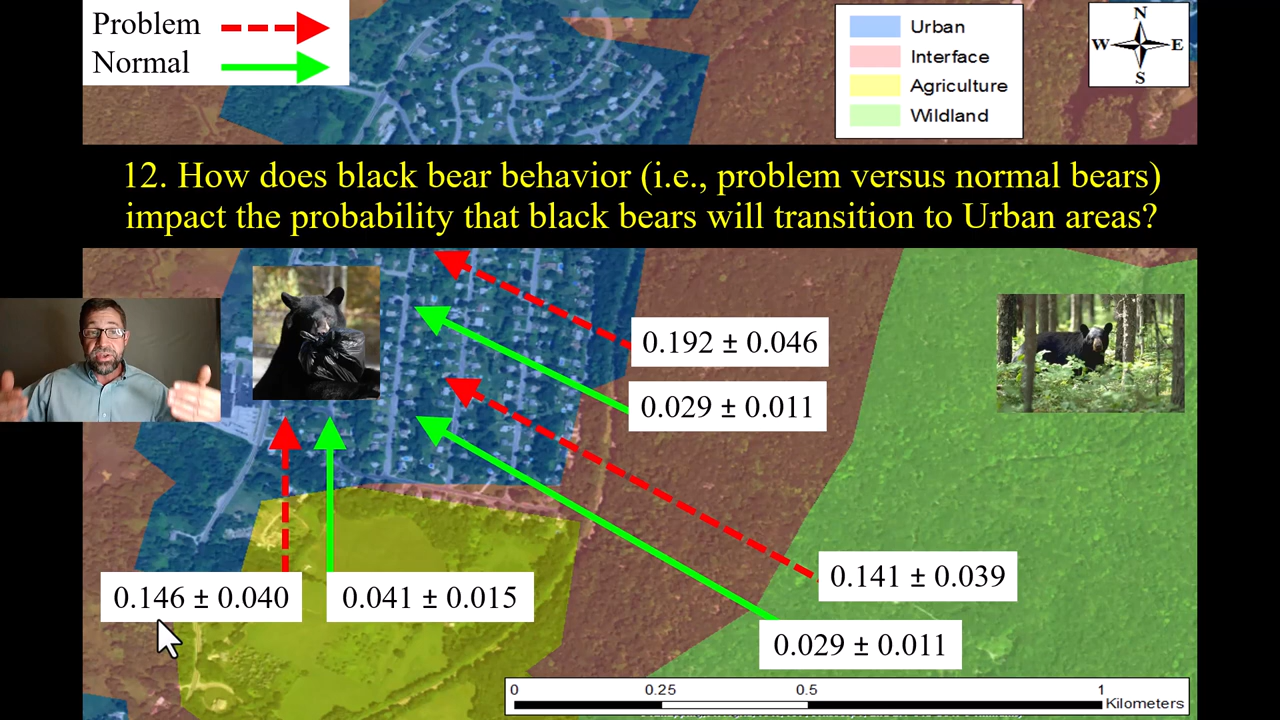 Problem
Normal
Urban
Interface
Agriculture
Wildland
N
W E
S
12. How does black bear behavior (i.e., problem versus normal bears)
impact the probability that black bears will transition to Urban areas?
0.192 ± 0.046
0.029 ± 0.011
0.141 ± 0.039
0.146 ± 0.040
0.041 ± 0.015
0.029 ± 0.011
0 0.25 0.5 1
Kilometers